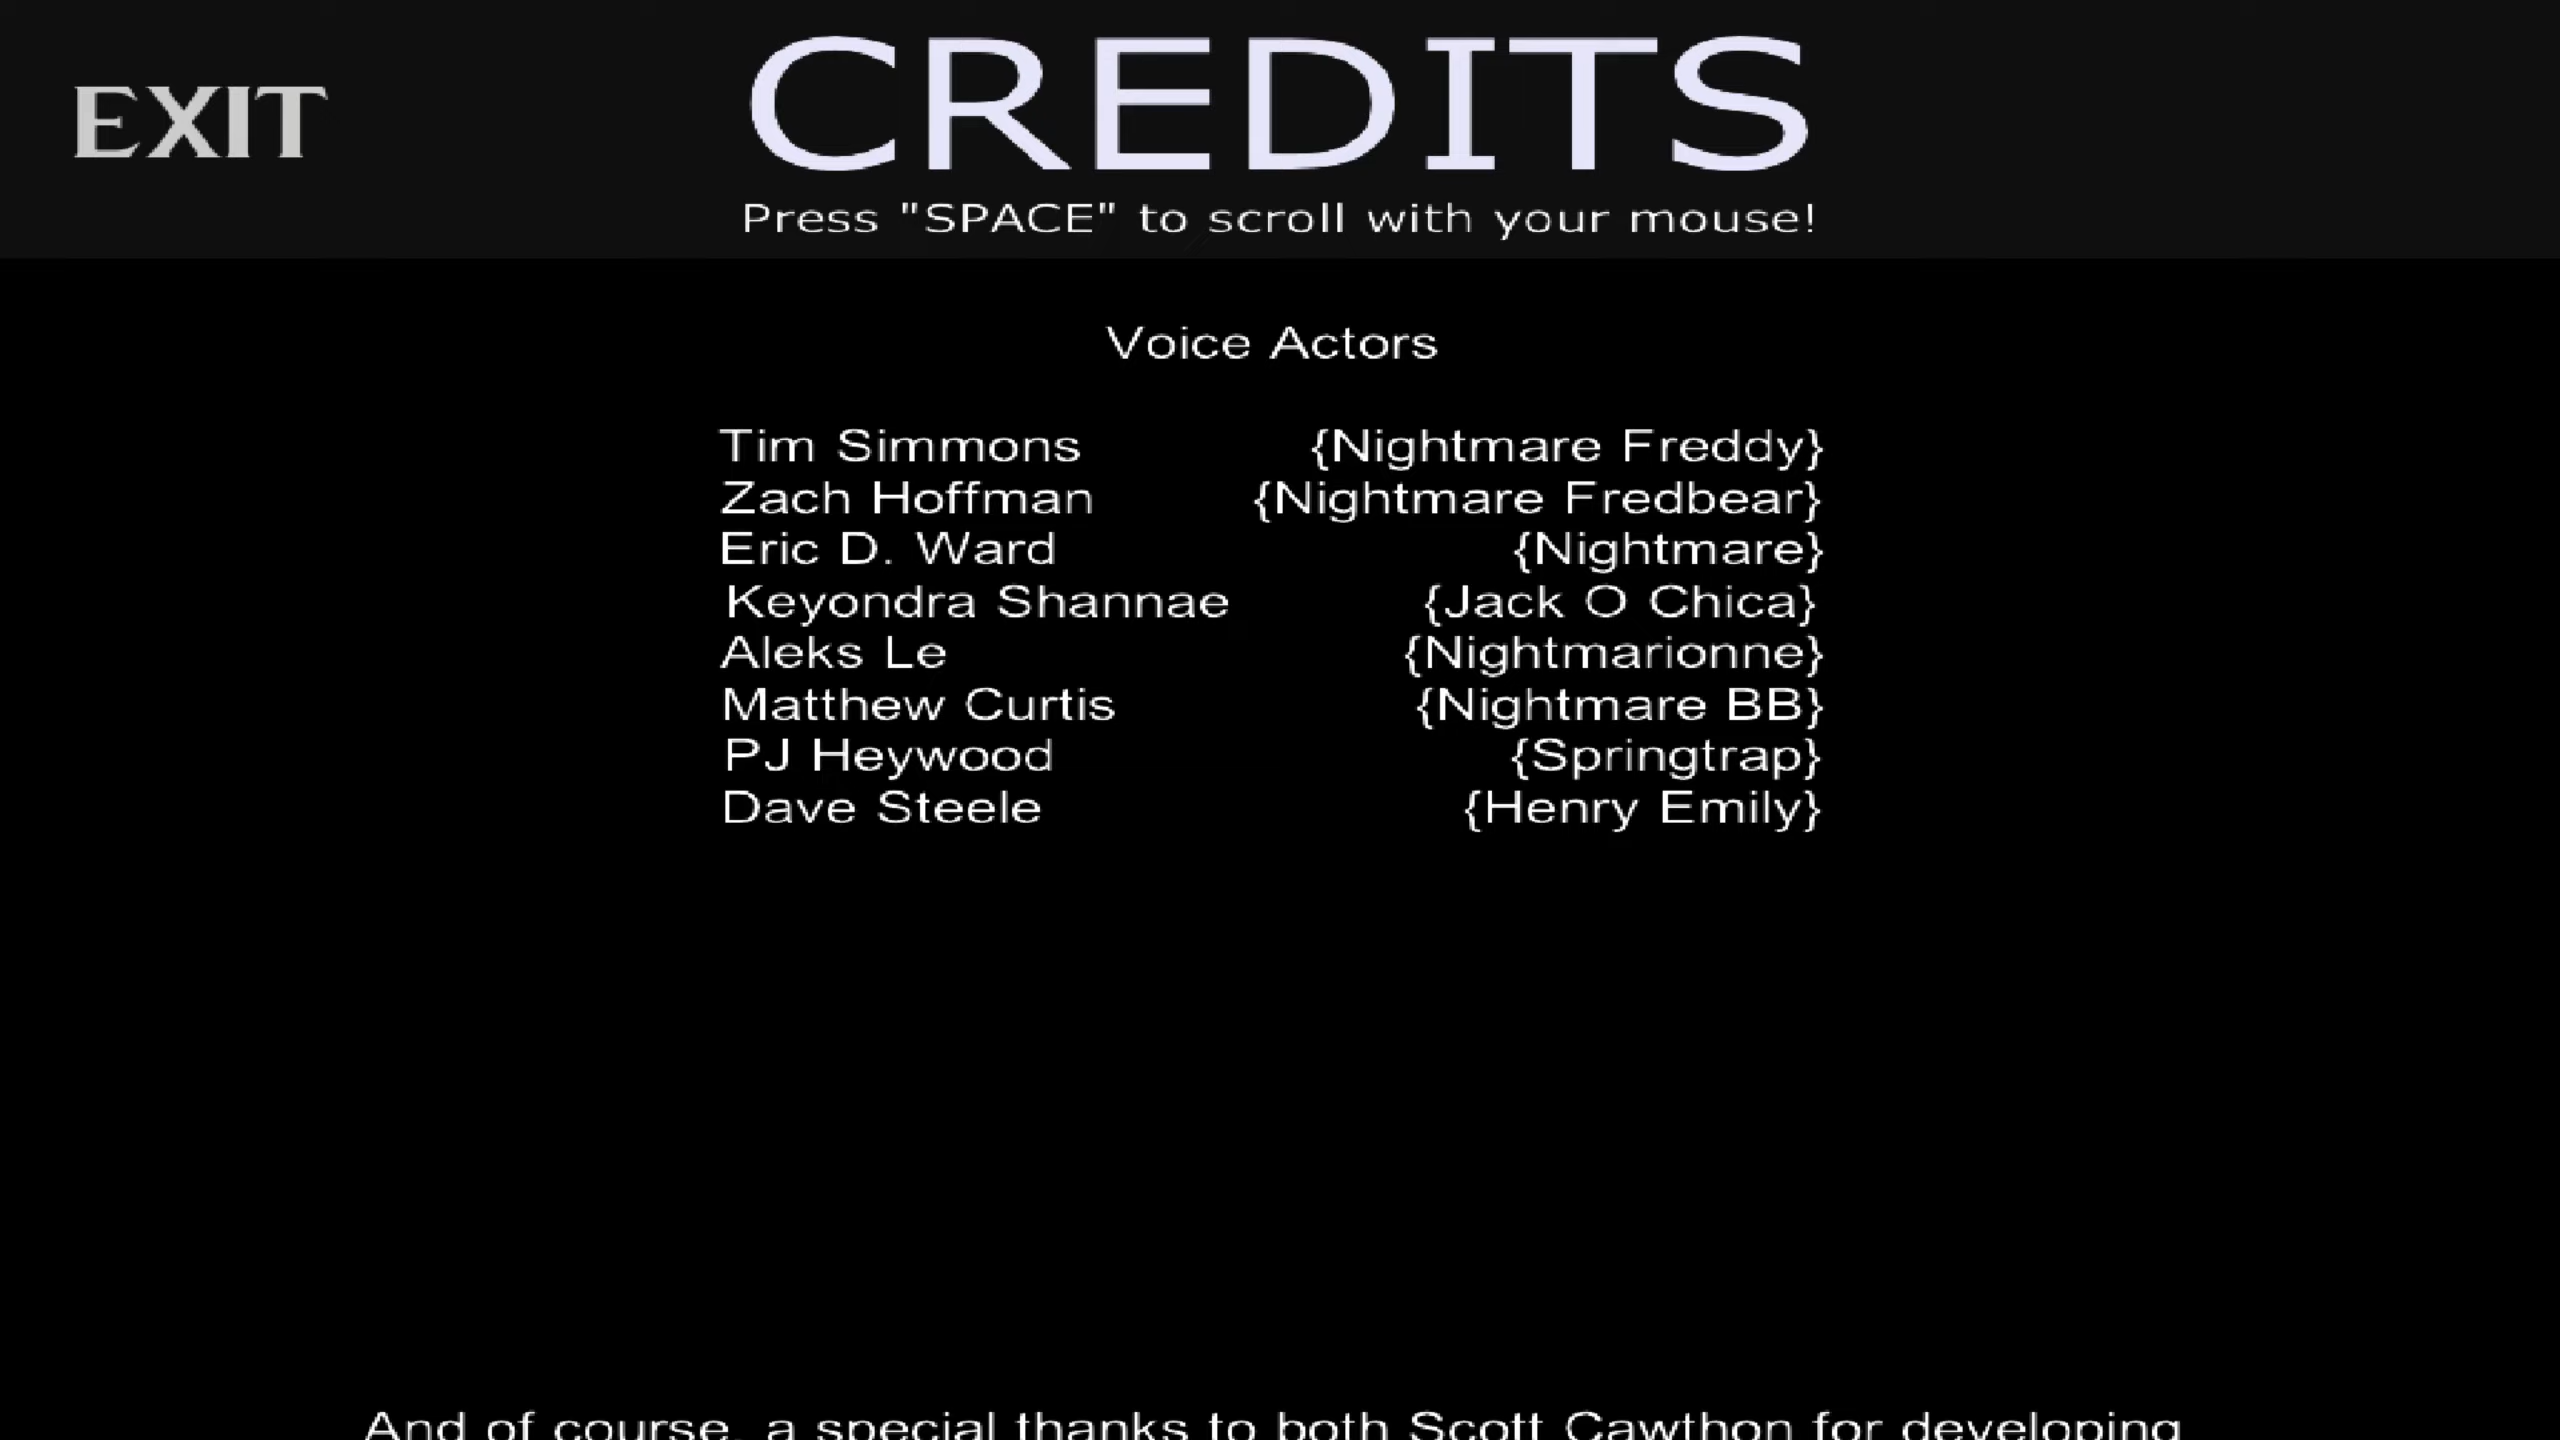 EXIT
CREDITS
Press "SPACE" to scroll with your mouse!
Voice Actors
Tim Simmons {Nightmare Freddy}
Zach Hoffman {Nightmare Fredbear}
Eric D. Ward {Nightmare}
Keyondra Shannae {Jack O Chica}
Aleks Le {Nightmarionne}
Matthew Curtis {Nightmare BB}
PJ Heywood {Springtrap}
Dave Steele {Henry Emily}
And of course, a special thanks to both Scott Cawthon for developing